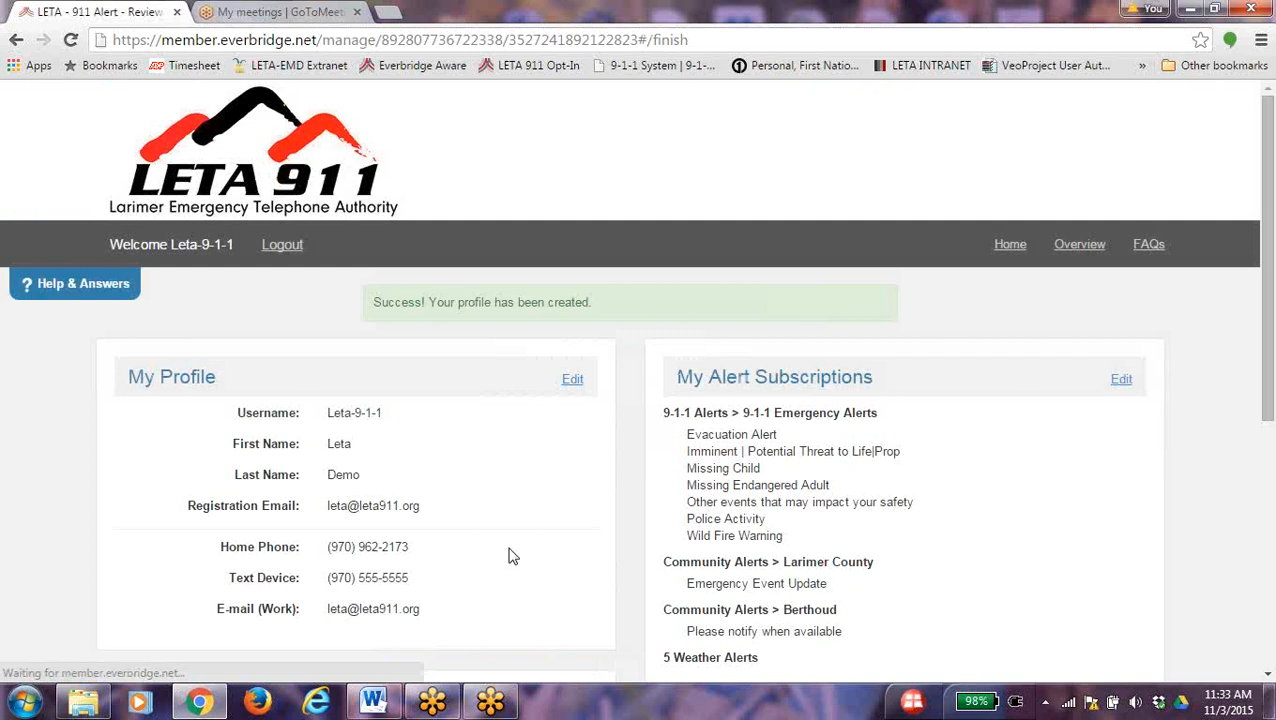 LETA - 911 Alert - Review
My meetings | GoToMeet
You
https://member.everbridge.net/manage/892807736722338/3527241892122823#/finish
Apps
Bookmarks
Timesheet
LETA-EMD Extranet
Everbridge Aware
LETA 911 Opt-In
9-1-1 System | 9-1-...
Personal, First Natio...
LETA INTRANET
VeoProject User Aut...
»
Other bookmarks
LETA 911
Larimer Emergency Telephone Authority
Welcome Leta-9-1-1
Logout
Home
Overview
FAQs
? Help & Answers
Success! Your profile has been created.
My Profile
Edit
Username: Leta-9-1-1
First Name: Leta
Last Name: Demo
Registration Email: leta@leta911.org
Home Phone: (970) 962-2173
Text Device: (970) 555-5555
E-mail (Work): leta@leta911.org
My Alert Subscriptions
Edit
9-1-1 Alerts > 9-1-1 Emergency Alerts
Evacuation Alert
Imminent | Potential Threat to Life|Prop
Missing Child
Missing Endangered Adult
Other events that may impact your safety
Police Activity
Wild Fire Warning
Community Alerts > Larimer County
Emergency Event Update
Community Alerts > Berthoud
Please notify when available
5 Weather Alerts
Waiting for member.everbridge.net...
98%
11:33 AM
11/3/2015